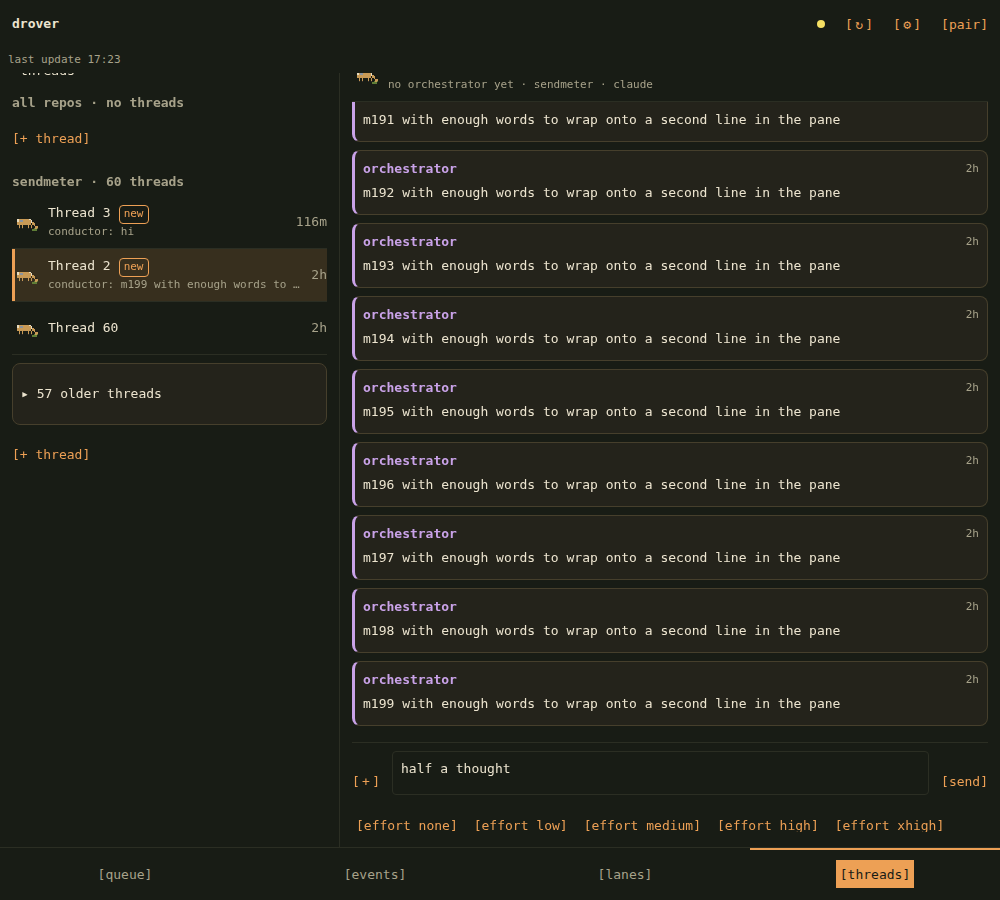 drover
[↻] [⚙] [pair]
last update 17:23
threads
all repos · no threads
[+ thread]
sendmeter · 60 threads
Thread 3 new
116m
conductor: hi
Thread 2 new
2h
conductor: m199 with enough words to …
Thread 60
2h
▸ 57 older threads
[+ thread]
no orchestrator yet · sendmeter · claude
m191 with enough words to wrap onto a second line in the pane
orchestrator 2h
m192 with enough words to wrap onto a second line in the pane
orchestrator 2h
m193 with enough words to wrap onto a second line in the pane
orchestrator 2h
m194 with enough words to wrap onto a second line in the pane
orchestrator 2h
m195 with enough words to wrap onto a second line in the pane
orchestrator 2h
m196 with enough words to wrap onto a second line in the pane
orchestrator 2h
m197 with enough words to wrap onto a second line in the pane
orchestrator 2h
m198 with enough words to wrap onto a second line in the pane
orchestrator 2h
m199 with enough words to wrap onto a second line in the pane
[+] half a thought [send]
[effort none] [effort low] [effort medium] [effort high] [effort xhigh]
[queue] [events] [lanes] [threads]